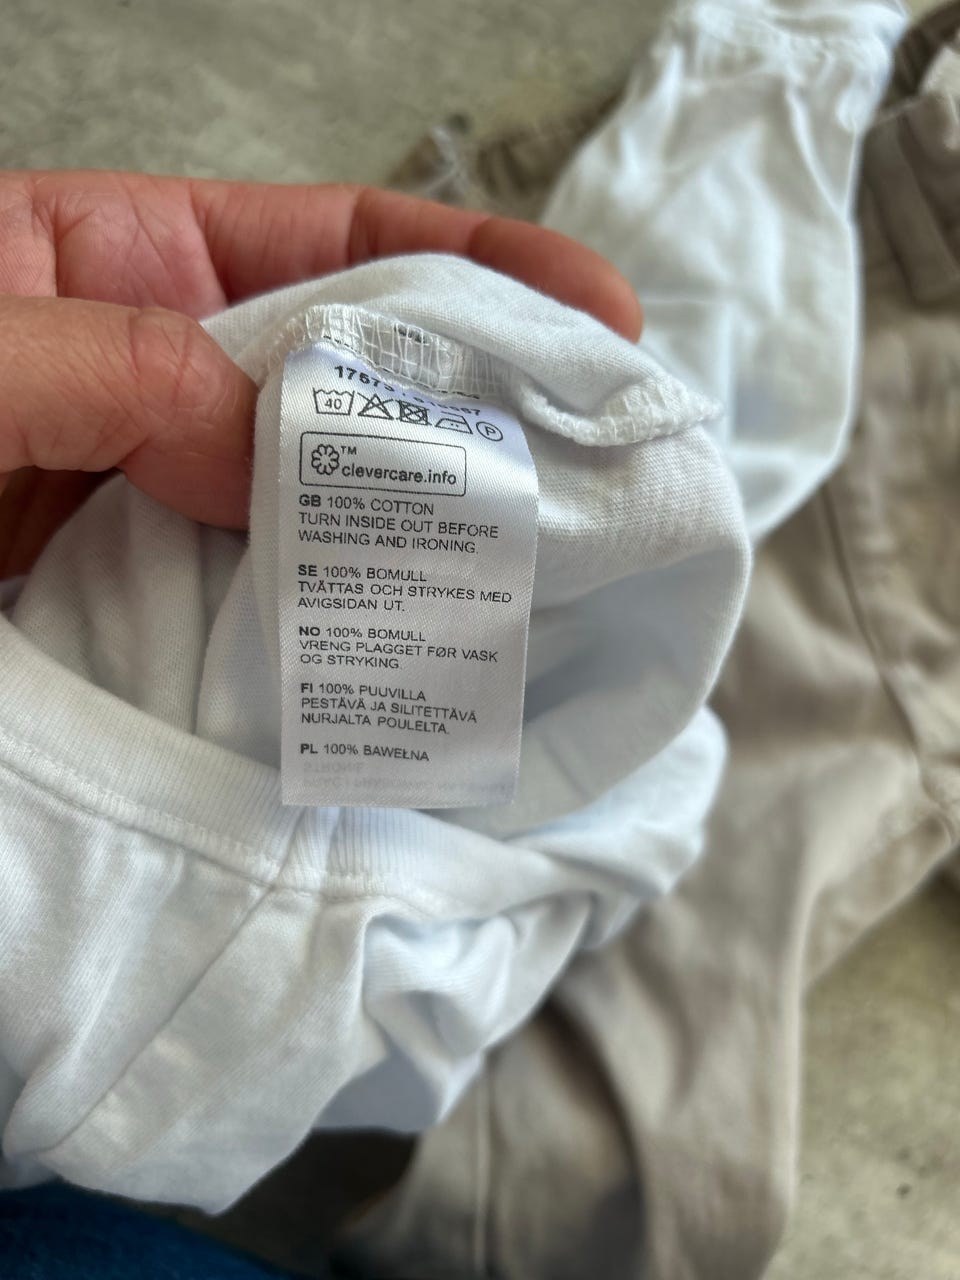 40
P
TM
clevercare.info
GB 100% COTTON
TURN INSIDE OUT BEFORE
WASHING AND IRONING.
SE 100% BOMULL
TVÄTTAS OCH STRYKES MED
AVIGSIDAN UT.
NO 100% BOMULL
VRENG PLAGGET FØR VASK
OG STRYKING.
FI 100% PUUVILLA
PESTÄVÄ JA SILITETTÄVÄ
NURJALTA POULELTA.
PL 100% BAWEŁNA